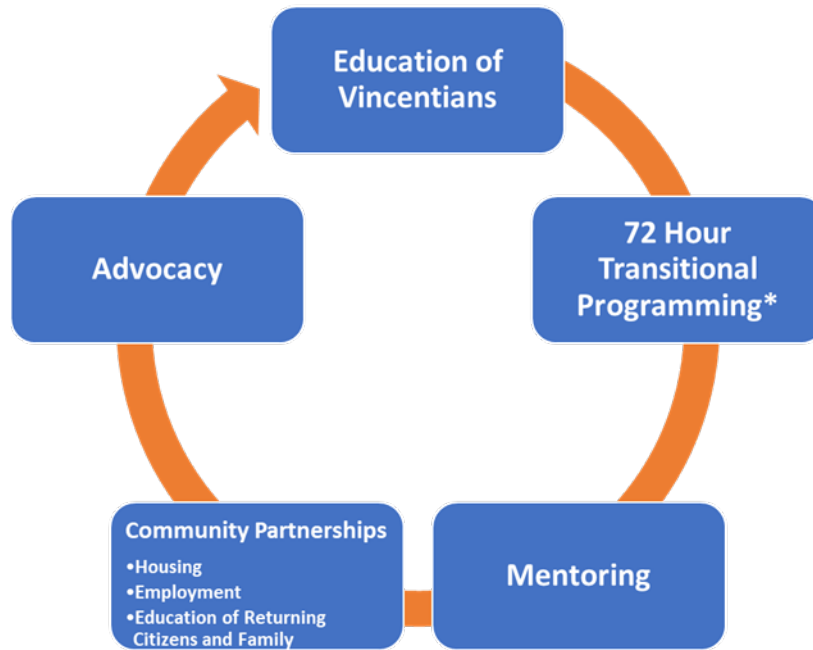 Education of
Vincentians
72 Hour
Transitional
Programming*
Mentoring
Community Partnerships
•Housing
•Employment
•Education of Returning
Citizens and Family
Advocacy